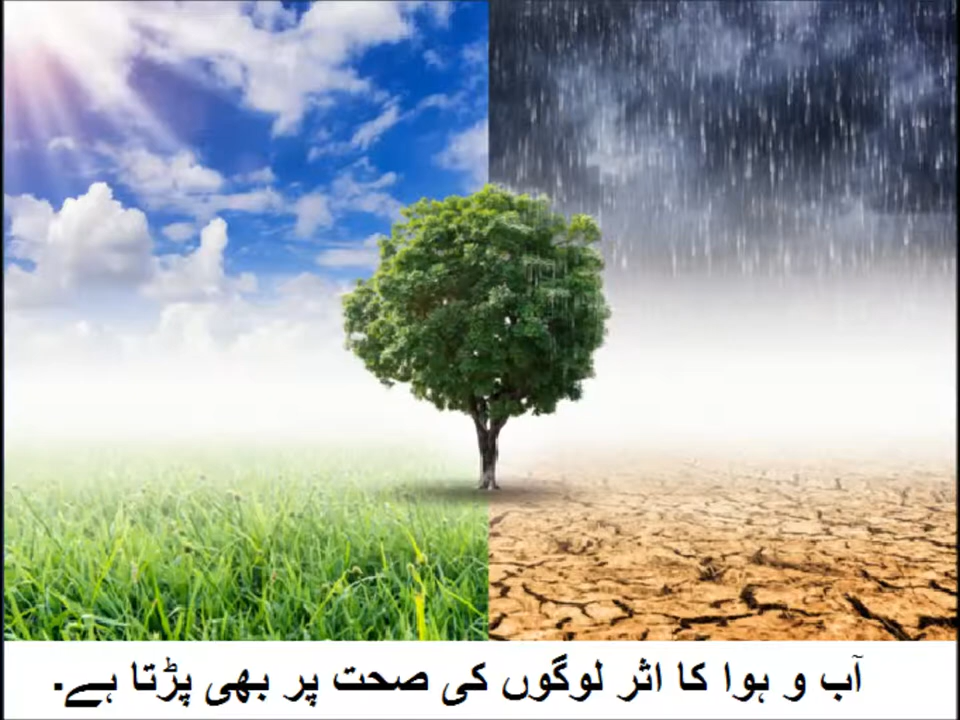 آب و ہوا کا اثر لوگوں کی صحت پر بھی پڑتا ہے۔